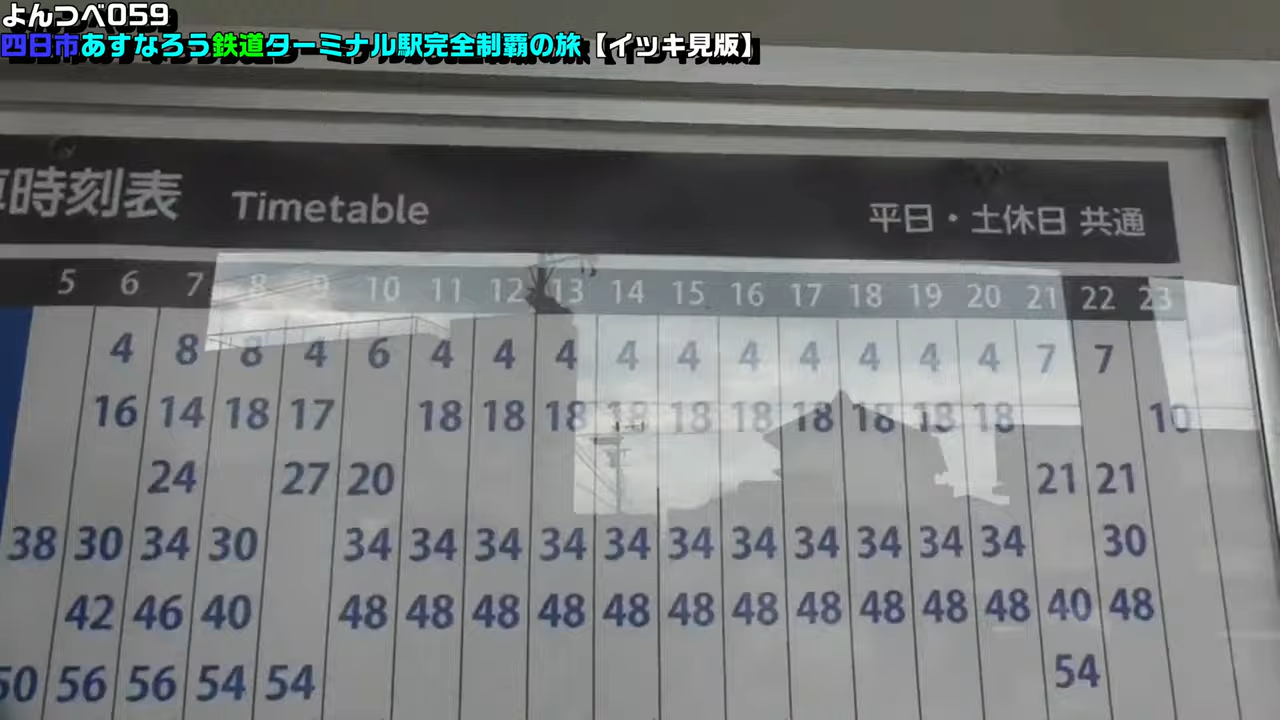 よんつべ059
四日市あすなろう鉄道ターミナル駅完全制覇の旅【イツキ見版】
時刻表 Timetable 平日・土休日 共通
5 6 7 8 9 10 11 12 13 14 15 16 17 18 19 20 21 22 23
4 8 8 4 6 4 4 4 4 4 4 4 4 4 4 7 7
16 14 18 17 18 18 18 18 18 18 18 18 18 18 10
24 27 20 21 21
38 30 34 30 34 34 34 34 34 34 34 34 34 34 34 30
42 46 40 48 48 48 48 48 48 48 48 48 48 48 40 48
50 56 56 54 54 54